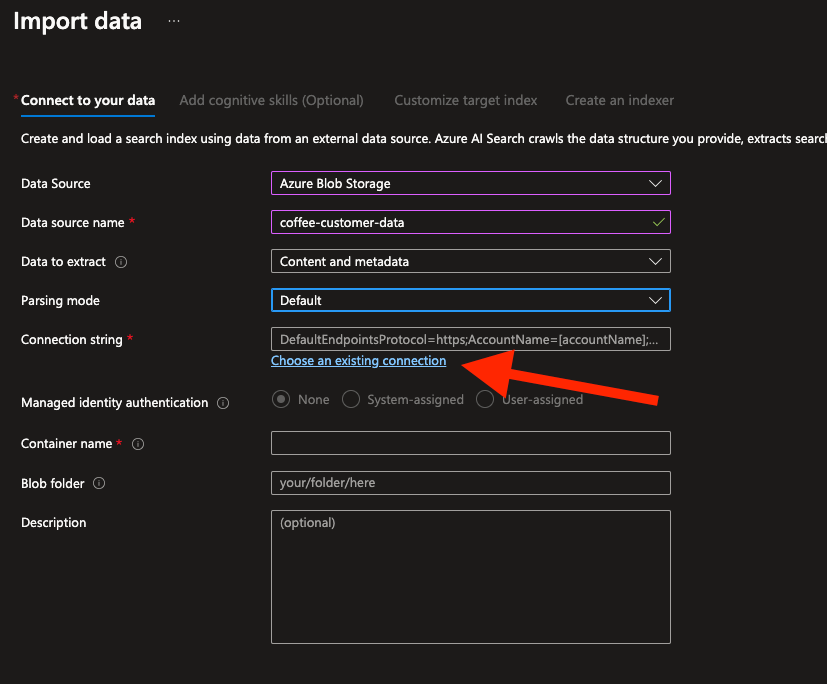 Import data ...
* Connect to your data Add cognitive skills (Optional) Customize target index Create an indexer
Create and load a search index using data from an external data source. Azure AI Search crawls the data structure you provide, extracts
Data Source Azure Blob Storage
Data source name * coffee-customer-data
Data to extract Content and metadata
Parsing mode Default
Connection string * DefaultEndpointsProtocol=https;AccountName=[accountName];...
Choose an existing connection
Managed identity authentication None System-assigned User-assigned
Container name *
Blob folder your/folder/here
Description (optional)